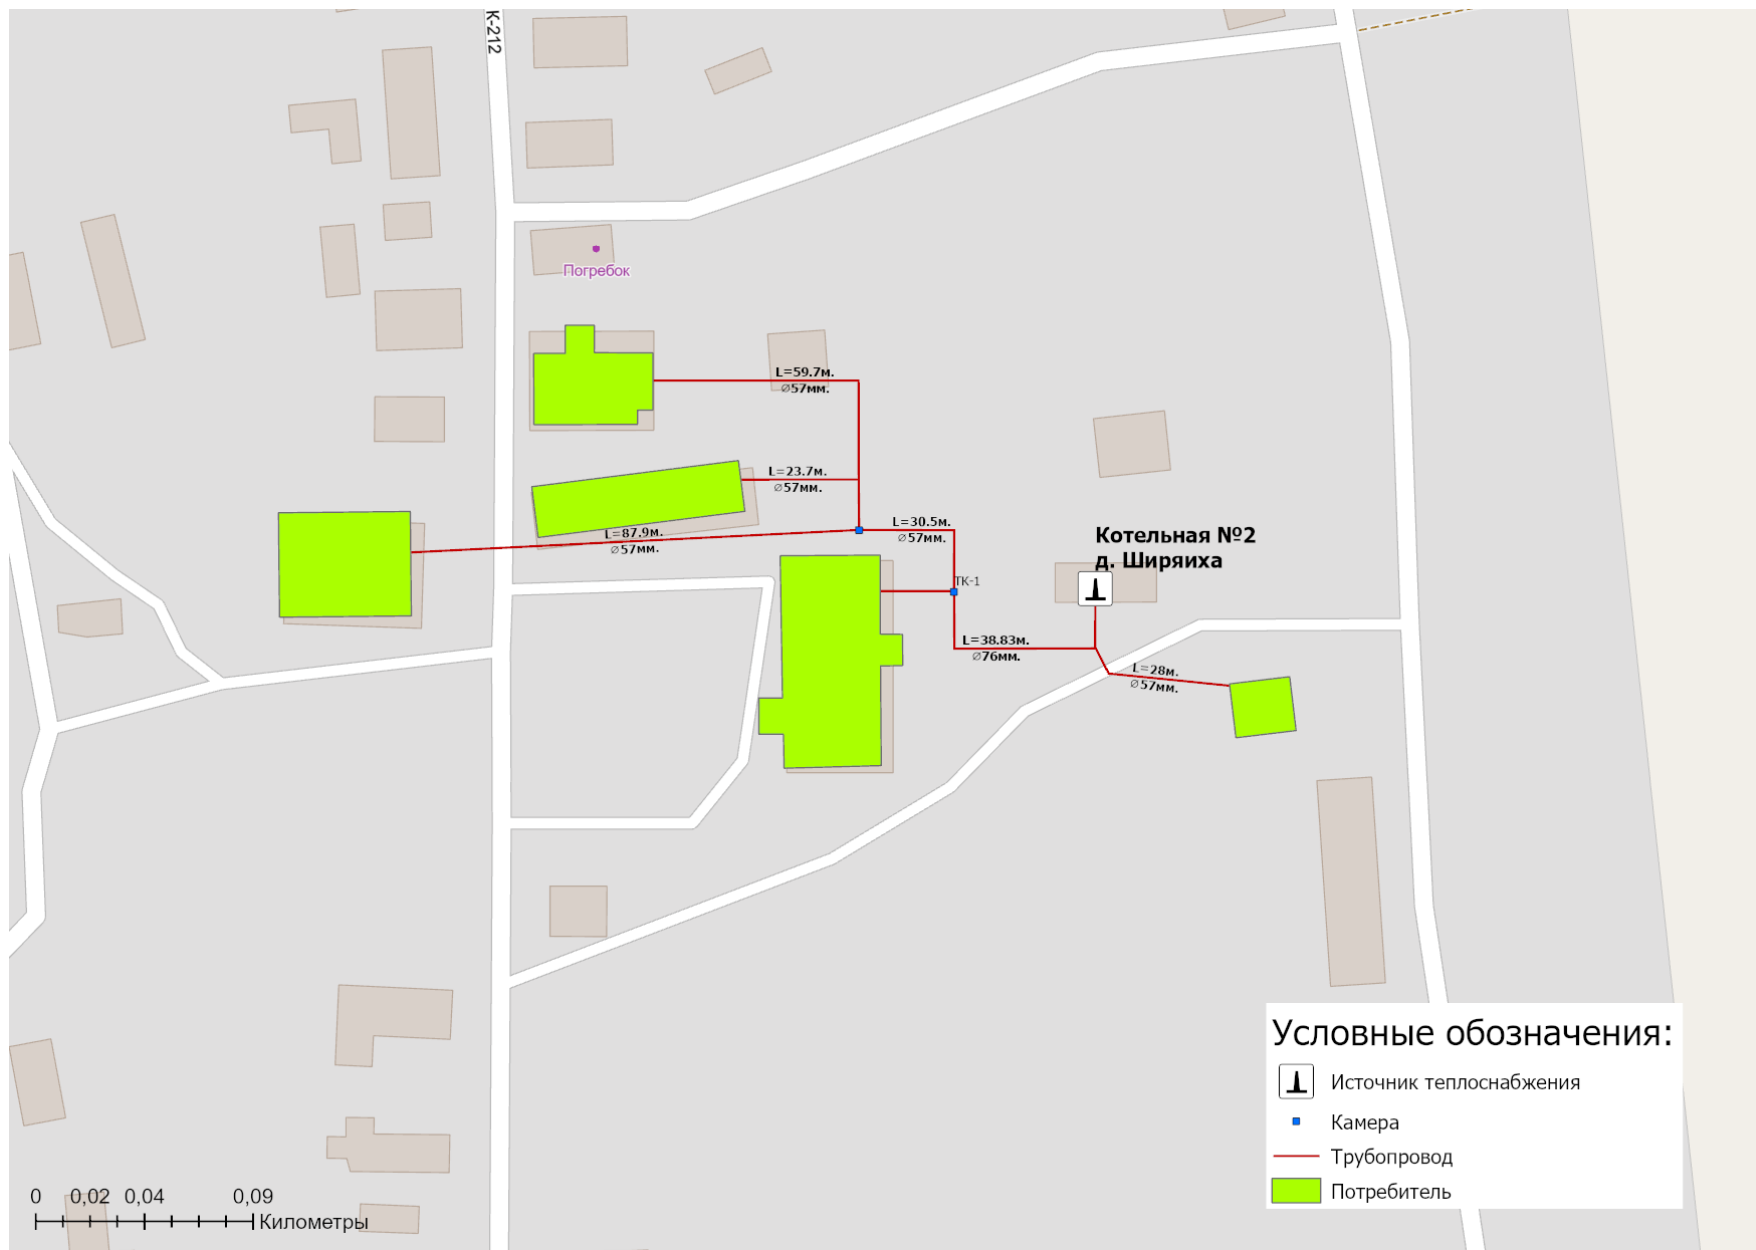 К-212
Погребок
L=59.7м.
∅57мм.
L=23.7м.
∅57мм.
L=87.9м.
∅57мм.
L=30.5м.
∅57мм.
Котельная №2
д. Ширяиха
ТК-1
L=38.83м.
∅76мм.
L=28м.
∅57мм.
Условные обозначения:
Источник теплоснабжения
Камера
Трубопровод
Потребитель
0 0,02 0,04 0,09
Километры